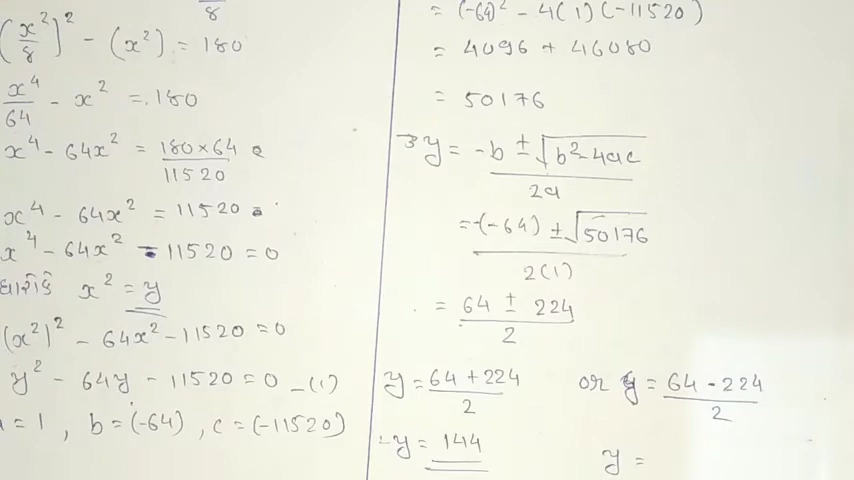 8
(x²/8)² - (x²) = 180
x⁴/64 - x² = 180
x⁴ - 64x² = 180×64
11520
x⁴ - 64x² = 11520
x⁴ - 64x² - 11520 = 0
ધારોકે x² = y
(x²)² - 64x² - 11520 = 0
y² - 64y - 11520 = 0 _(1)
= 1, b = (-64), c = (-11520)
= (-64)² - 4(1)(-11520)
= 4096 + 46080
= 50176
y = -b ± √b² - 4ac
2a
= -(-64) ± √50176
2(1)
= 64 ± 224
2
y = 64 + 224 or y = 64 - 224
2 2
y = 144 y =